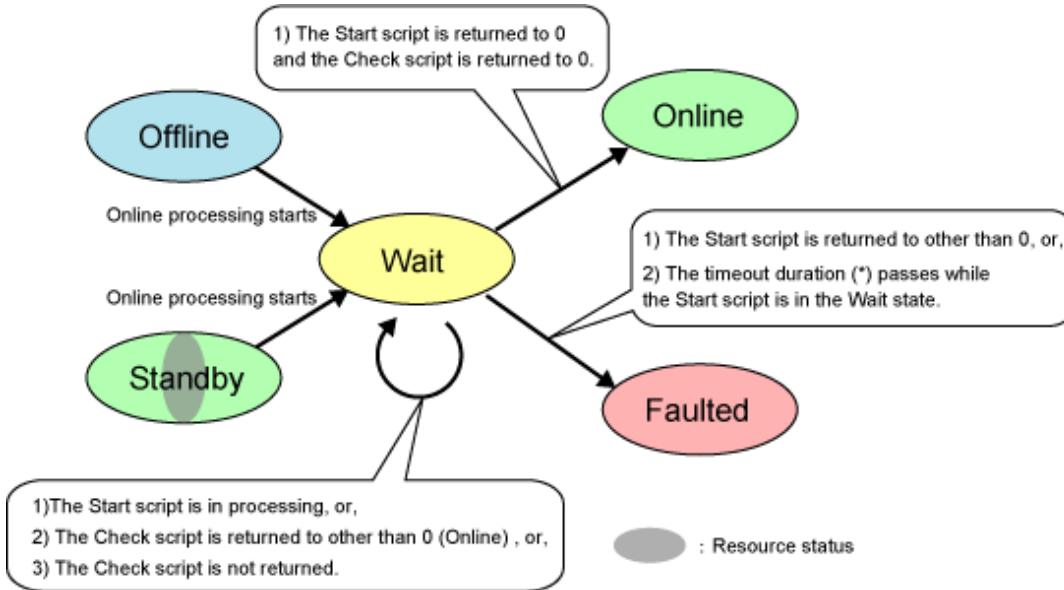 1) The Start script is returned to 0
and the Check script is returned to 0.
Offline
Online
Online processing starts
Wait
1) The Start script is returned to other than 0, or,
2) The timeout duration (*) passes while
the Start script is in the Wait state.
Online processing starts
Standby
Faulted
1)The Start script is in processing, or,
2) The Check script is returned to other than 0 (Online) , or,
3) The Check script is not returned.
: Resource status